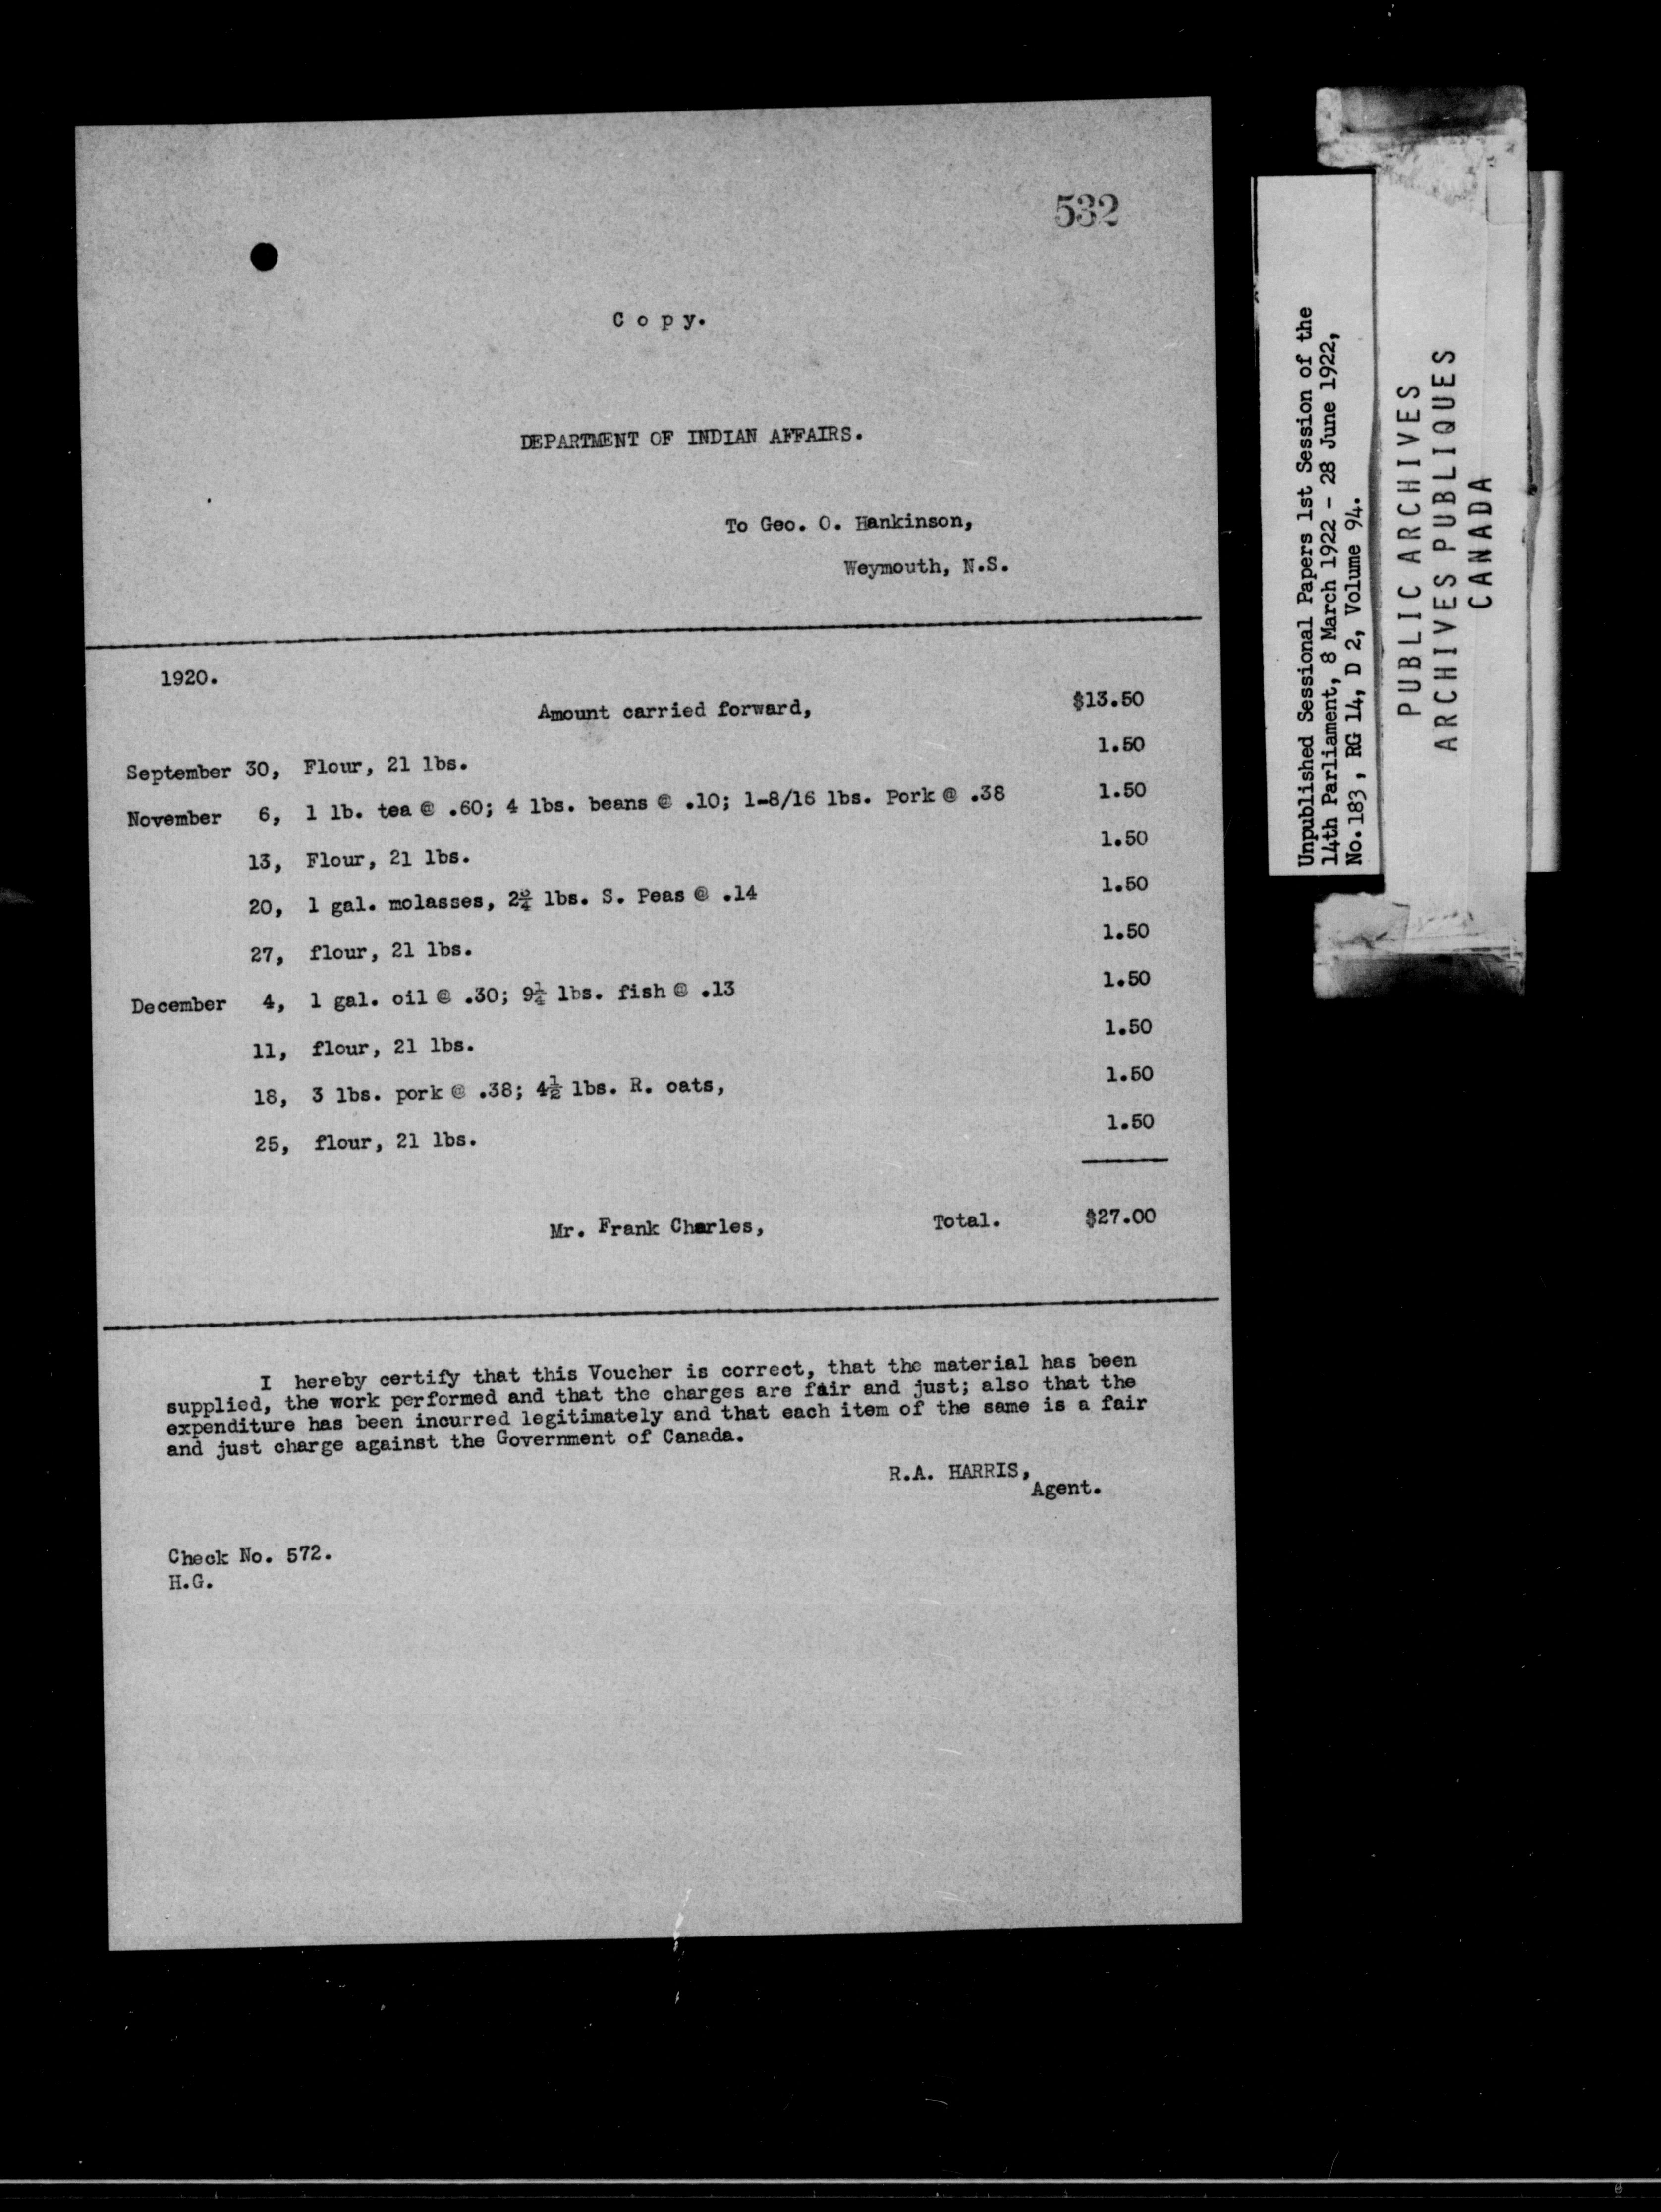 532
C o p y.
DEPARTMENT OF INDIAN AFFAIRS.
To Geo. O. Hankinson,
Weymouth, N.S.
1920.
Amount carried forward, $13.50
September 30, Flour, 21 lbs. 1.50
November 6, 1 lb. tea @ .60; 4 lbs. beans @ .10; 1-8/16 lbs. Pork @ .38 1.50
13, Flour, 21 lbs. 1.50
20, 1 gal. molasses, 2¾ lbs. S. Peas @ .14 1.50
27, flour, 21 lbs. 1.50
December 4, 1 gal. oil @ .30; 9¼ lbs. fish @ .13 1.50
11, flour, 21 lbs. 1.50
18, 3 lbs. pork @ .38; 4½ lbs. R. oats, 1.50
25, flour, 21 lbs. 1.50
Mr. Frank Charles, Total. $27.00
I hereby certify that this Voucher is correct, that the material has been
supplied, the work performed and that the charges are fair and just; also that the
expenditure has been incurred legitimately and that each item of the same is a fair
and just charge against the Government of Canada.
R.A. HARRIS,
Agent.
Check No. 572.
H.G.
Unpublished Sessional Papers 1st Session of the
14th Parliament, 8 March 1922 - 28 June 1922,
No. 183, RG 14, D 2, Volume 94.
PUBLIC ARCHIVES
ARCHIVES PUBLIQUES
CANADA